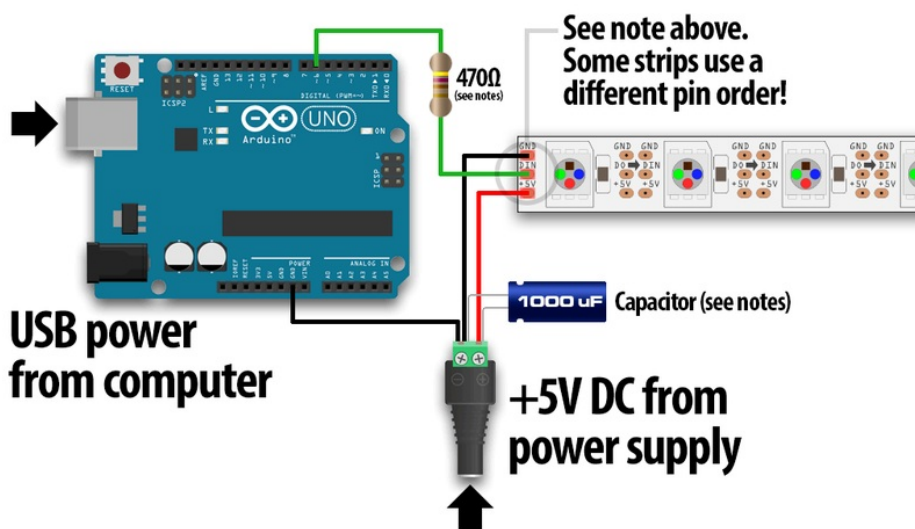 See note above.
Some strips use a
different pin order!
470Ω
(see notes)
RESET
ICSP2
AREF
GND
13
12
~11
~10
~9
8
7
~6
~5
4
~3
2
TX0▶1
RX0◀0
DIGITAL (PWM=~)
L
TX
RX
Arduino™
UNO
ON
ICSP
1
IOREF
RESET
3V3
5V
GND
GND
VIN
POWER
ANALOG IN
A0
A1
A2
A3
A4
A5
GND
DIN
+5V
GND GND
DO DIN
+5V +5V
GND GND
DO DIN
+5V +5V
GND GND
DO DIN
+5V +5V
1000 uF
Capacitor (see notes)
USB power
from computer
+5V DC from
power supply